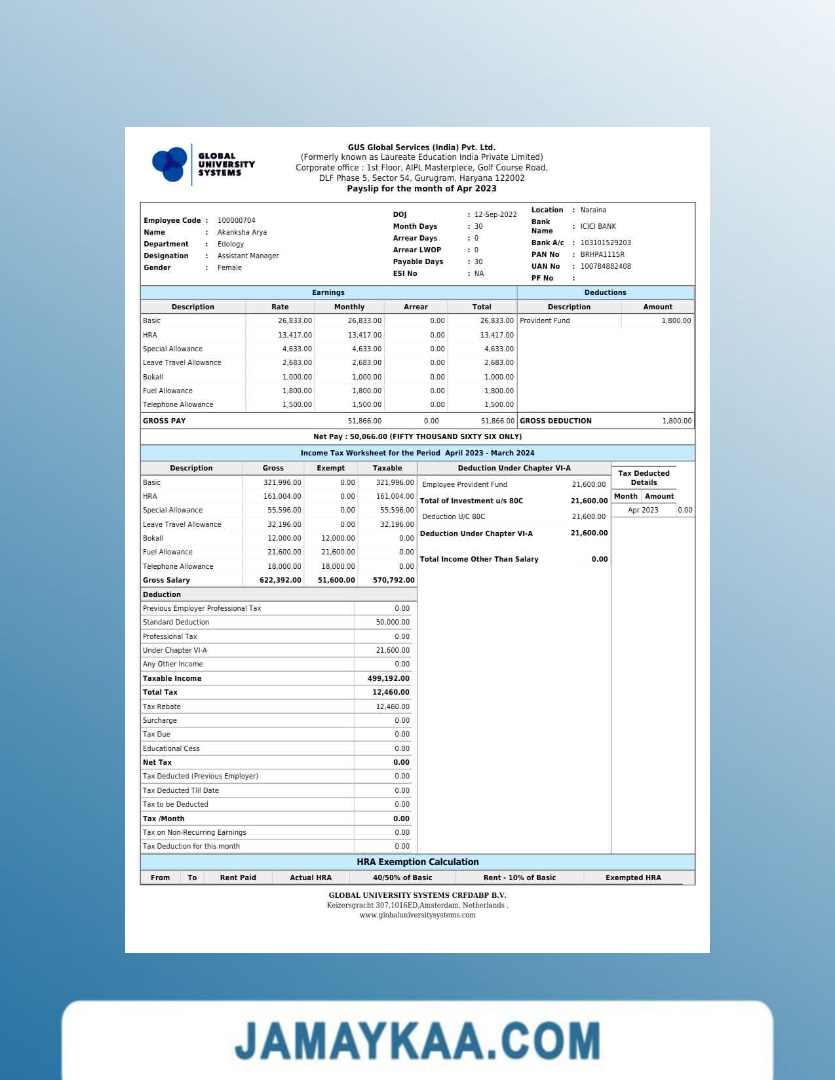 GLOBAL
UNIVERSITY
SYSTEMS
GUS Global Services (India) Pvt. Ltd.
(Formerly known as Laureate Education India Private Limited)
Corporate office : 1st Floor, AIPL Masterpiece, Golf Course Road,
DLF Phase 5, Sector 54, Gurugram, Haryana 122002
Payslip for the month of Apr 2023
Employee Code : 100000704
Name : Akanksha Arya
Department : Edology
Designation : Assistant Manager
Gender : Female
DOJ : 12-Sep-2022
Month Days : 30
Arrear Days : 0
Arrear LWOP : 0
Payable Days : 30
ESI No : NA
Location : Naraina
Bank Name : ICICI BANK
Bank A/c : 103101529203
PAN No : BRHPA1115R
UAN No : 100784882408
PF No :
Earnings Deductions
Description Rate Monthly Arrear Total Description Amount
Basic 26,833.00 26,833.00 0.00 26,833.00 Provident Fund 1,800.00
HRA 13,417.00 13,417.00 0.00 13,417.00
Special Allowance 4,633.00 4,633.00 0.00 4,633.00
Leave Travel Allowance 2,683.00 2,683.00 0.00 2,683.00
Bokall 1,000.00 1,000.00 0.00 1,000.00
Fuel Allowance 1,800.00 1,800.00 0.00 1,800.00
Telephone Allowance 1,500.00 1,500.00 0.00 1,500.00
GROSS PAY 51,866.00 0.00 51,866.00 GROSS DEDUCTION 1,800.00
Net Pay : 50,066.00 (FIFTY THOUSAND SIXTY SIX ONLY)
Income Tax Worksheet for the Period April 2023 - March 2024
Description Gross Exempt Taxable
Basic 321,996.00 0.00 321,996.00
HRA 161,004.00 0.00 161,004.00
Special Allowance 55,596.00 0.00 55,596.00
Leave Travel Allowance 32,196.00 0.00 32,196.00
Bokall 12,000.00 12,000.00 0.00
Fuel Allowance 21,600.00 21,600.00 0.00
Telephone Allowance 18,000.00 18,000.00 0.00
Gross Salary 622,392.00 51,600.00 570,792.00
Deduction Under Chapter VI-A
Employee Provident Fund 21,600.00
Total of Investment u/s 80C 21,600.00
Deduction U/C 80C 21,600.00
Deduction Under Chapter VI-A 21,600.00
Total Income Other Than Salary 0.00
Tax Deducted
Details
Month Amount
Apr 2023 0.00
Deduction
Previous Employer Professional Tax 0.00
Standard Deduction 50,000.00
Professional Tax 0.00
Under Chapter VI-A 21,600.00
Any Other Income 0.00
Taxable Income 499,192.00
Total Tax 12,460.00
Tax Rebate 12,460.00
Surcharge 0.00
Tax Due 0.00
Educational Cess 0.00
Net Tax 0.00
Tax Deducted (Previous Employer) 0.00
Tax Deducted Till Date 0.00
Tax to be Deducted 0.00
Tax /Month 0.00
Tax on Non-Recurring Earnings 0.00
Tax Deduction for this month 0.00
HRA Exemption Calculation
From To Rent Paid Actual HRA 40/50% of Basic Rent - 10% of Basic Exempted HRA
GLOBAL UNIVERSITY SYSTEMS CRFDABP B.V.
Keizersgracht 307,1016ED,Amsterdam, Netherlands ,
www.globaluniversitysystems.com
JAMAYKAA.COM